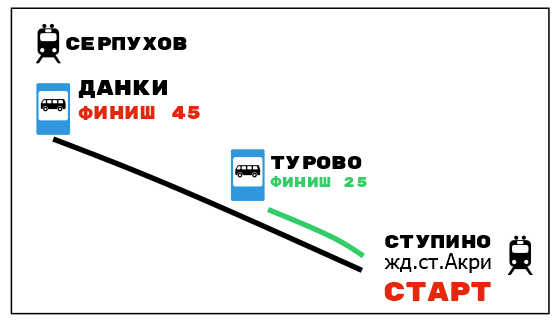 СЕРПУХОВ
ДАНКИ
ФИНИШ 45
ТУРОВО
ФИНИШ 25
СТУПИНО
жд.ст.Акри
СТАРТ